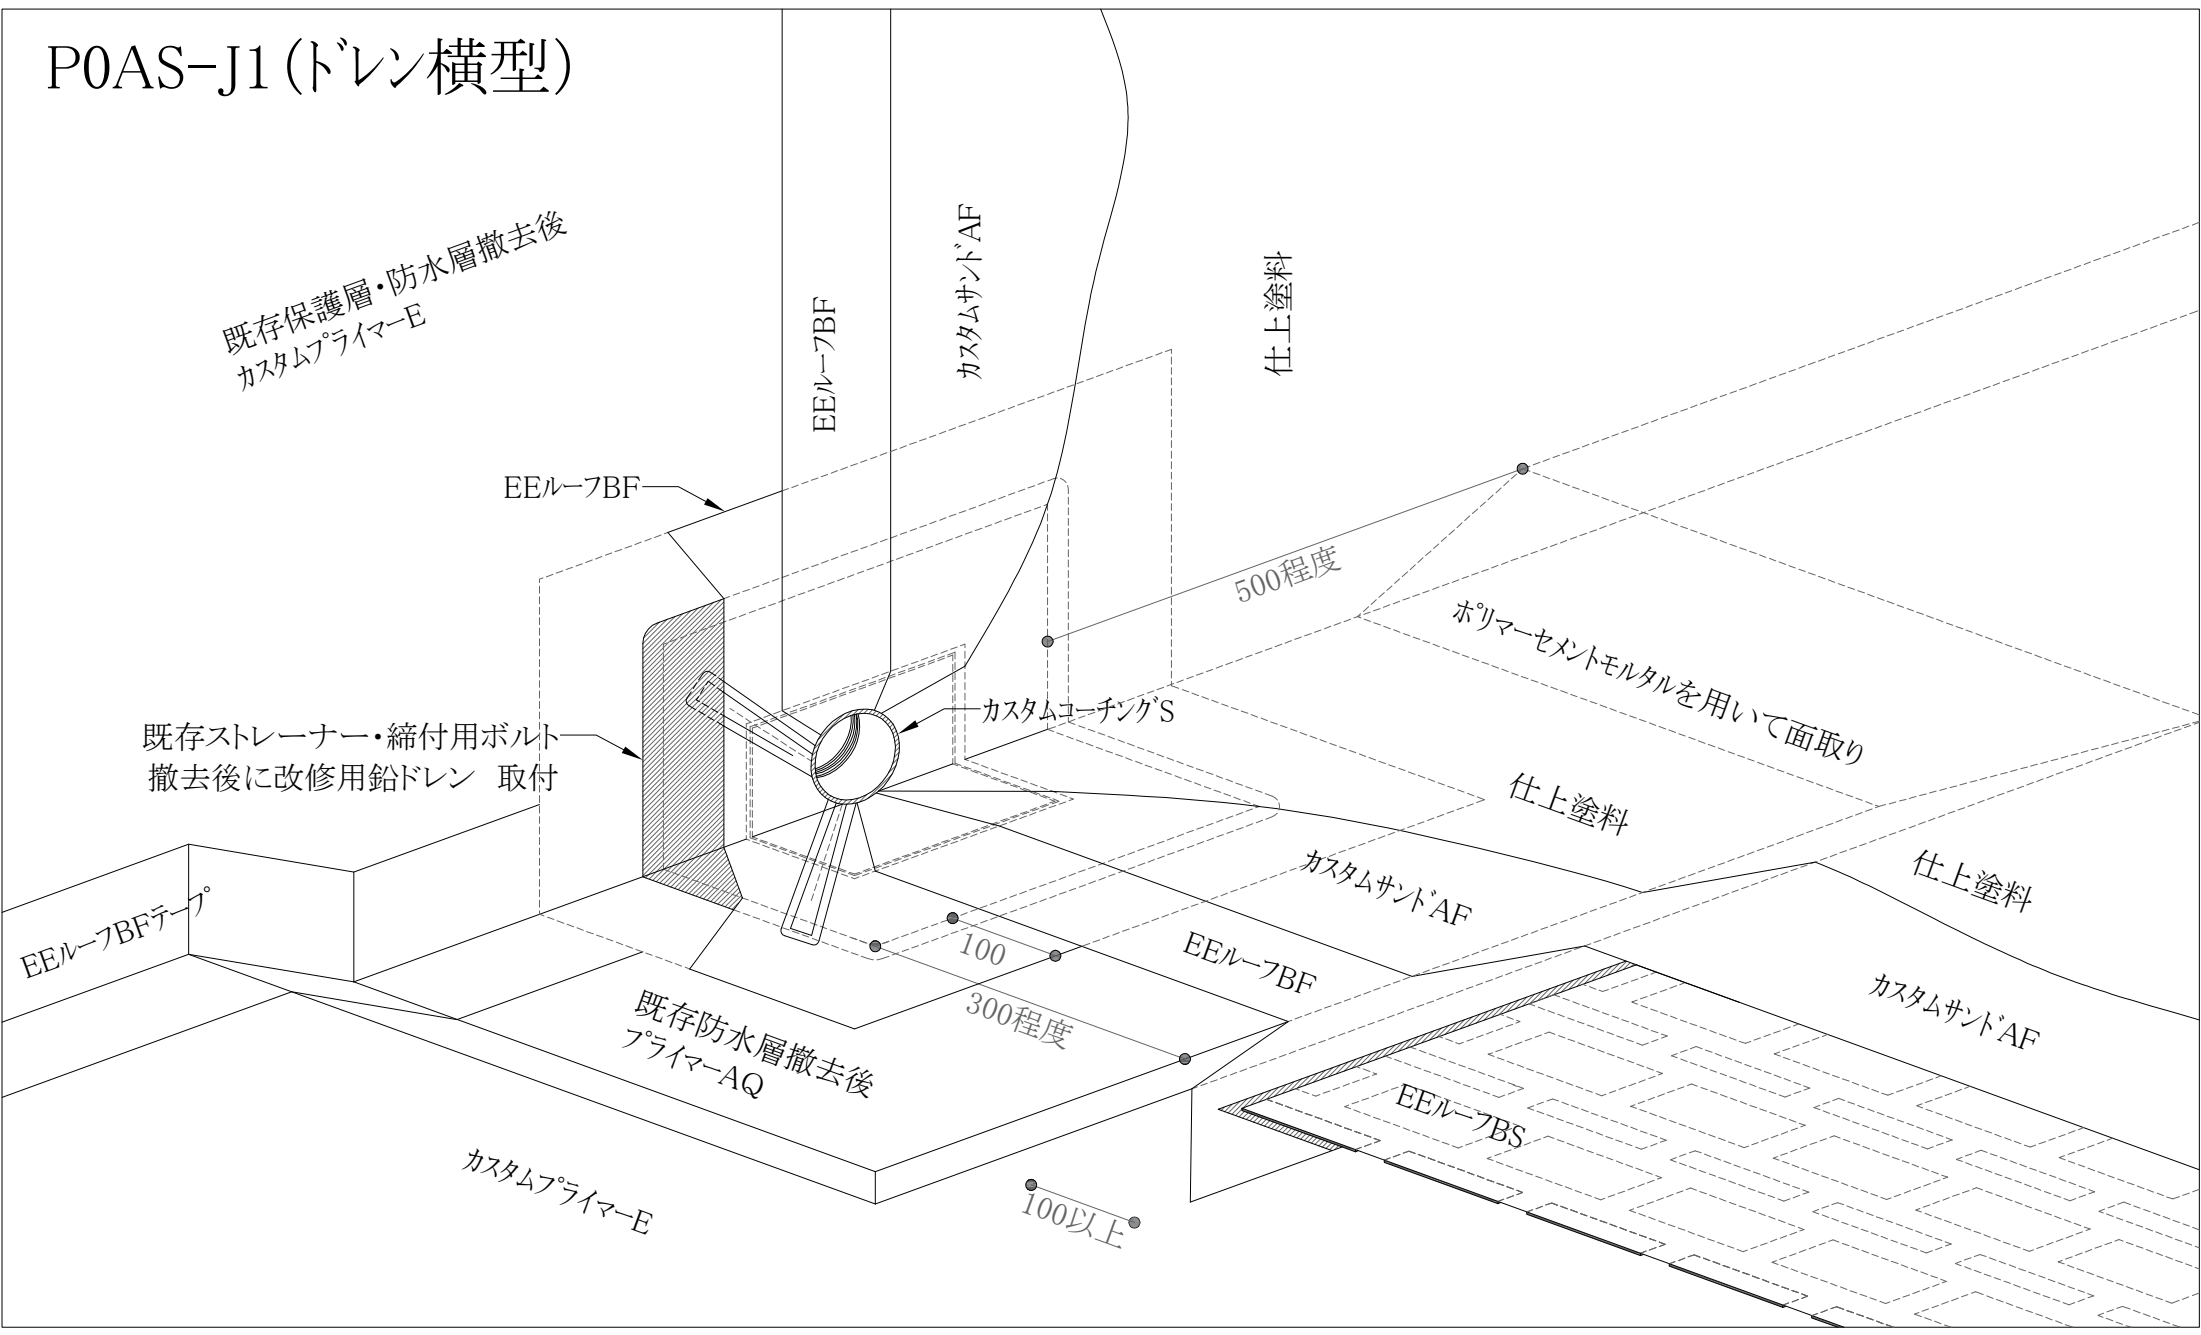 P0AS-J1(ドレン横型)
既存保護層・防水層撤去後
カスタムプライマーE
EEルーフBF
カスタムサンドAF
仕上塗料
EEルーフBF
500程度
ポリマーセメントモルタルを用いて面取り
カスタムコーチングS
既存ストレーナー・締付用ボルト
撤去後に改修用鉛ドレン 取付
仕上塗料
カスタムサンドAF
仕上塗料
EEルーフBFテープ
100
EEルーフBF
300程度
カスタムサンドAF
既存防水層撤去後
プライマーAQ
EEルーフBS
カスタムプライマーE
100以上